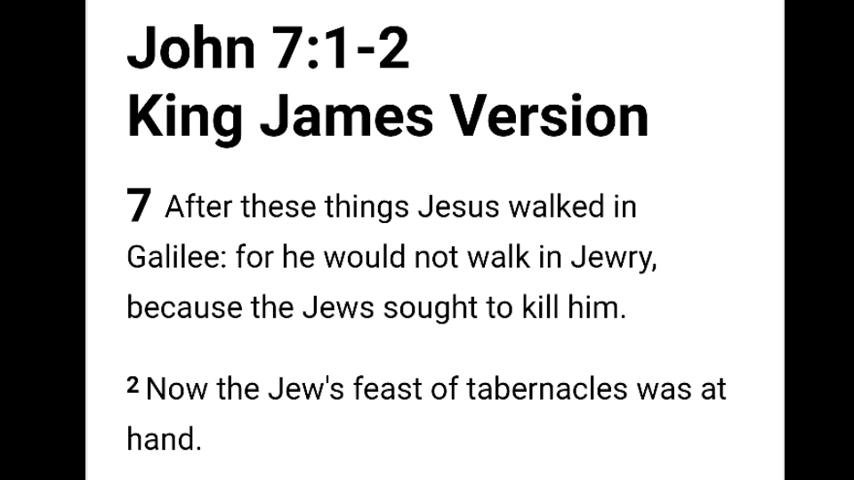 John 7:1-2
King James Version
7 After these things Jesus walked in
Galilee: for he would not walk in Jewry,
because the Jews sought to kill him.
2 Now the Jew's feast of tabernacles was at
hand.